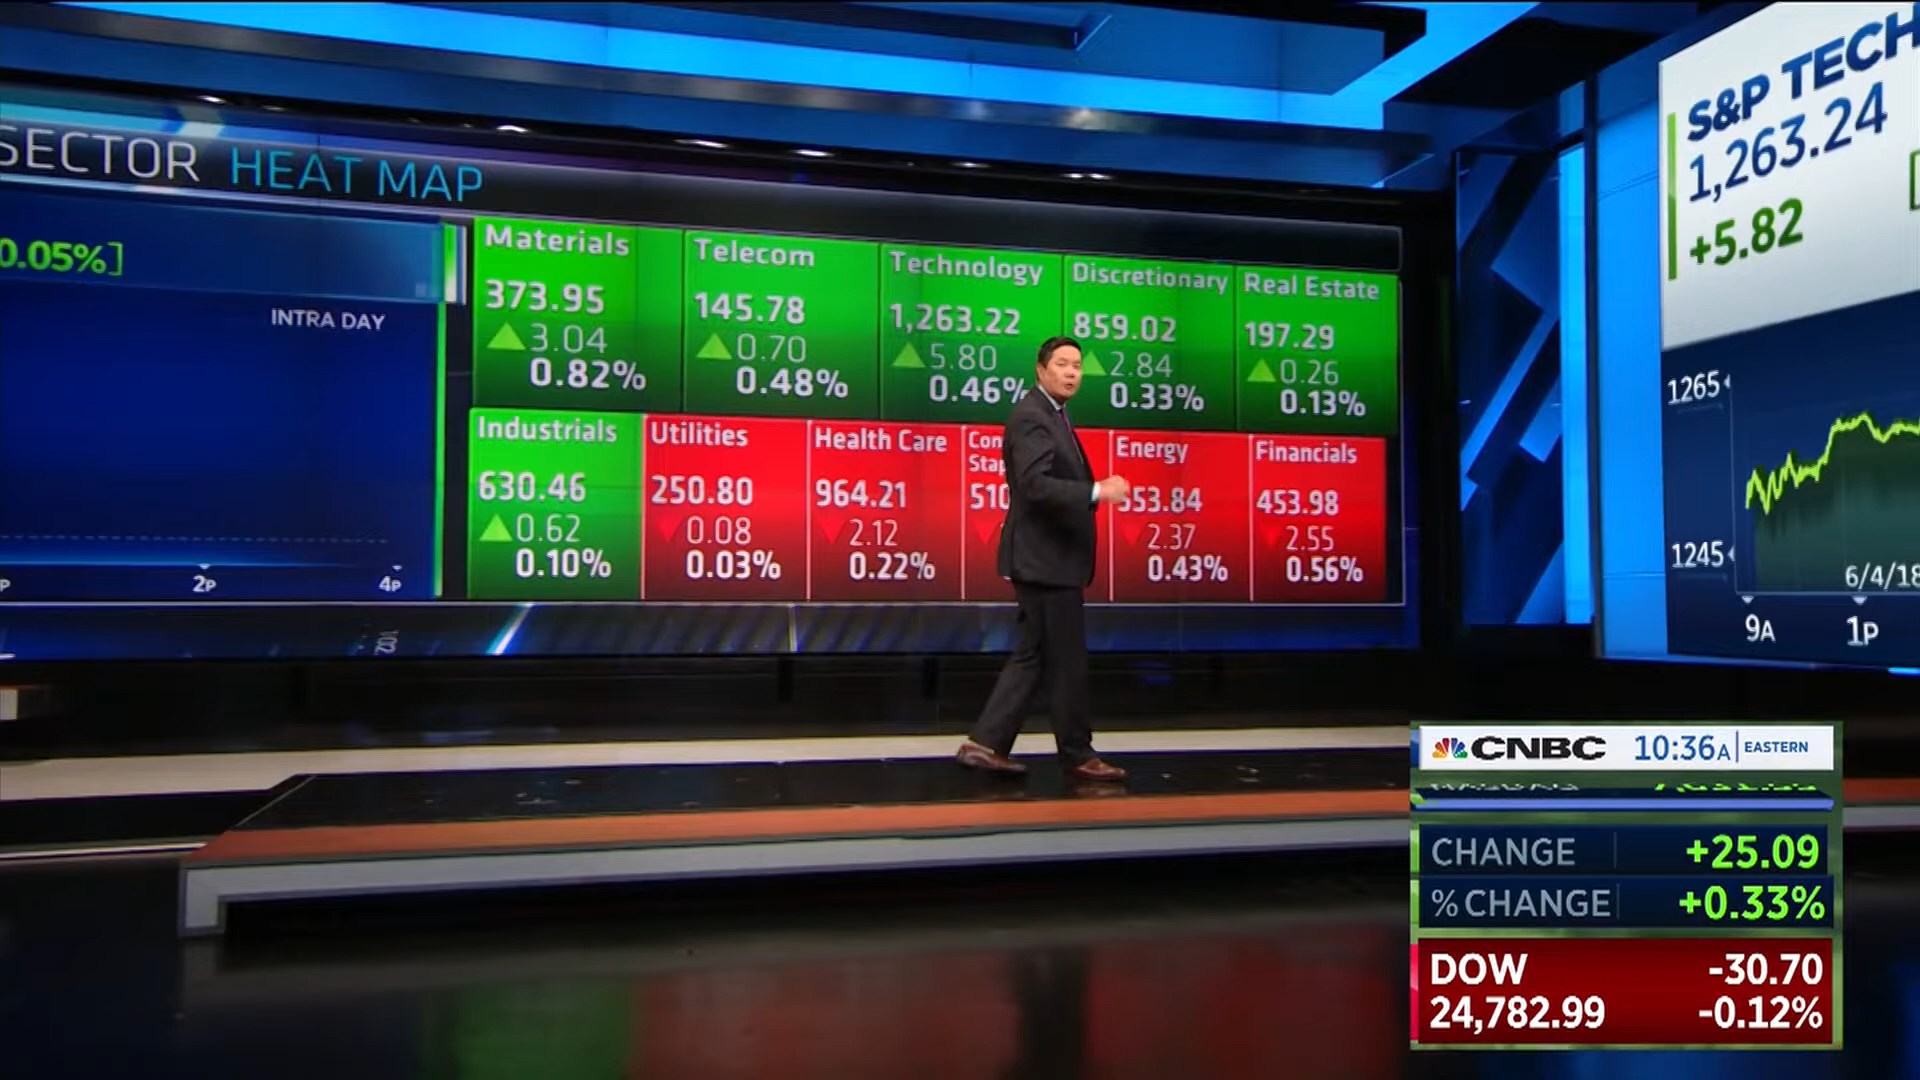 SECTOR HEAT MAP
0.05%]
INTRA DAY
2P
4P
Materials
373.95
3.04
0.82%
Telecom
145.78
0.70
0.48%
Technology
1,263.22
5.80
0.46%
Discretionary
859.02
2.84
0.33%
Real Estate
197.29
0.26
0.13%
Industrials
630.46
0.62
0.10%
Utilities
250.80
0.08
0.03%
Health Care
964.21
2.12
0.22%
Con
Stap
510
Energy
553.84
2.37
0.43%
Financials
453.98
2.55
0.56%
S&P TECH
1,263.24
+5.82
1265
1245
6/4/18
9A
1P
CNBC 10:36A EASTERN
CHANGE +25.09
% CHANGE +0.33%
DOW -30.70
24,782.99 -0.12%